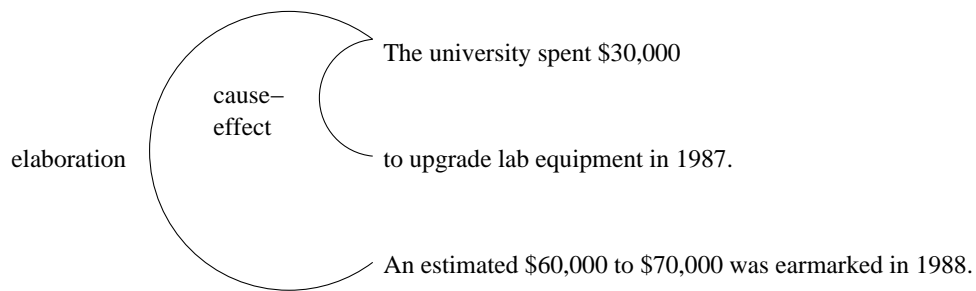 The university spent $30,000
cause−
effect
elaboration
to upgrade lab equipment in 1987.
An estimated $60,000 to $70,000 was earmarked in 1988.